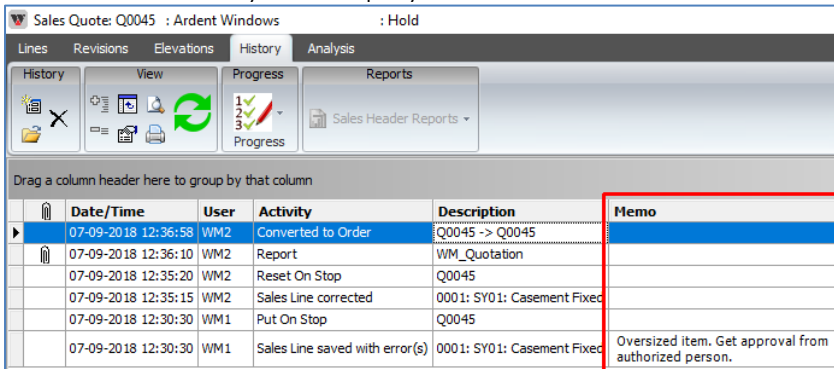 Sales Quote: Q0045 : Ardent Windows : Hold
Lines Revisions Elevations History Analysis
History View Progress Reports
1
2
3
Sales Header Reports
Progress
Drag a column header here to group by that column
Date/Time User Activity Description Memo
07-09-2018 12:36:58 WM2 Converted to Order Q0045 -> Q0045
07-09-2018 12:36:10 WM2 Report WM_Quotation
07-09-2018 12:35:20 WM2 Reset On Stop Q0045
07-09-2018 12:35:15 WM2 Sales Line corrected 0001: SY01: Casement Fixed
07-09-2018 12:30:30 WM1 Put On Stop Q0045
07-09-2018 12:30:30 WM1 Sales Line saved with error(s) 0001: SY01: Casement Fixed Oversized item. Get approval from
authorized person.